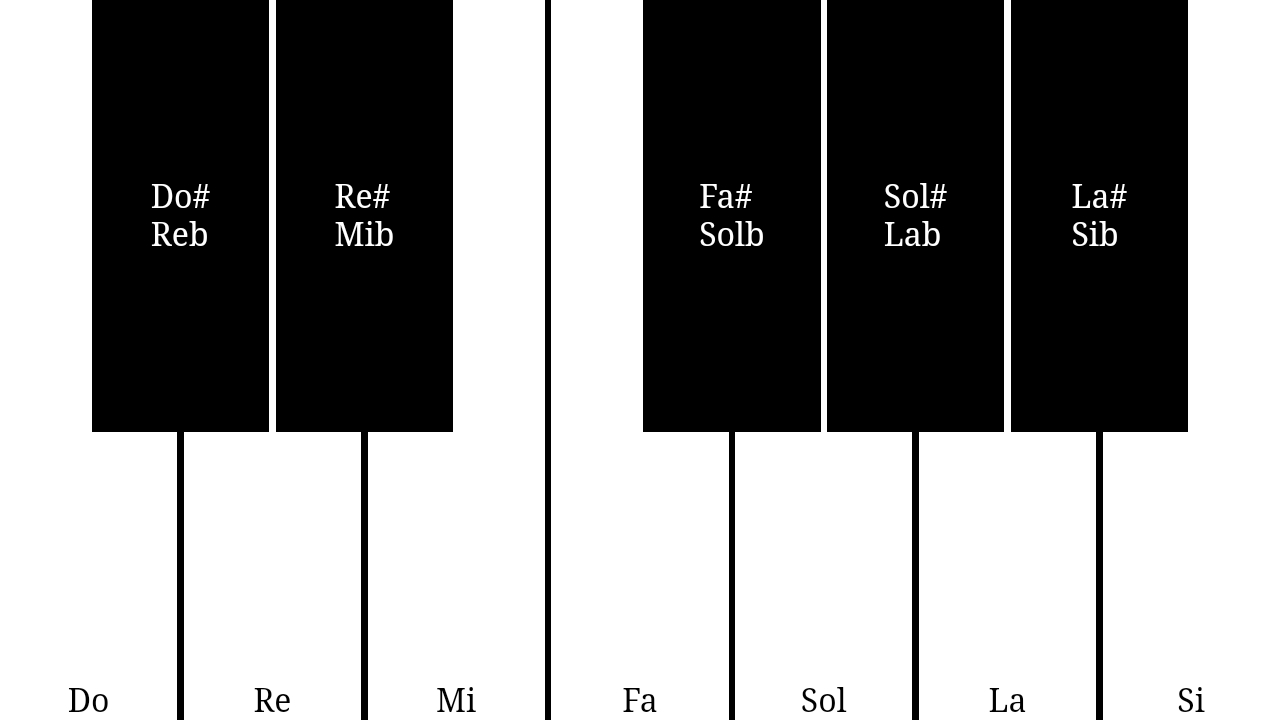 Do#
Reb
Re#
Mib
Fa#
Solb
Sol#
Lab
La#
Sib
Do
Re
Mi
Fa
Sol
La
Si